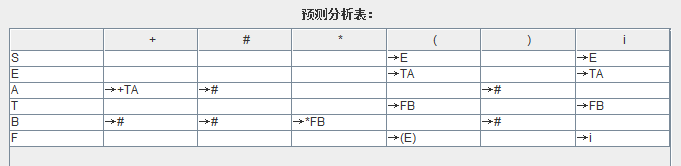 预测分析表：
+ # * ( ) i
S →E →E
E →TA →TA
A →+TA →# →#
T →FB →FB
B →# →# →*FB →#
F →(E) →i